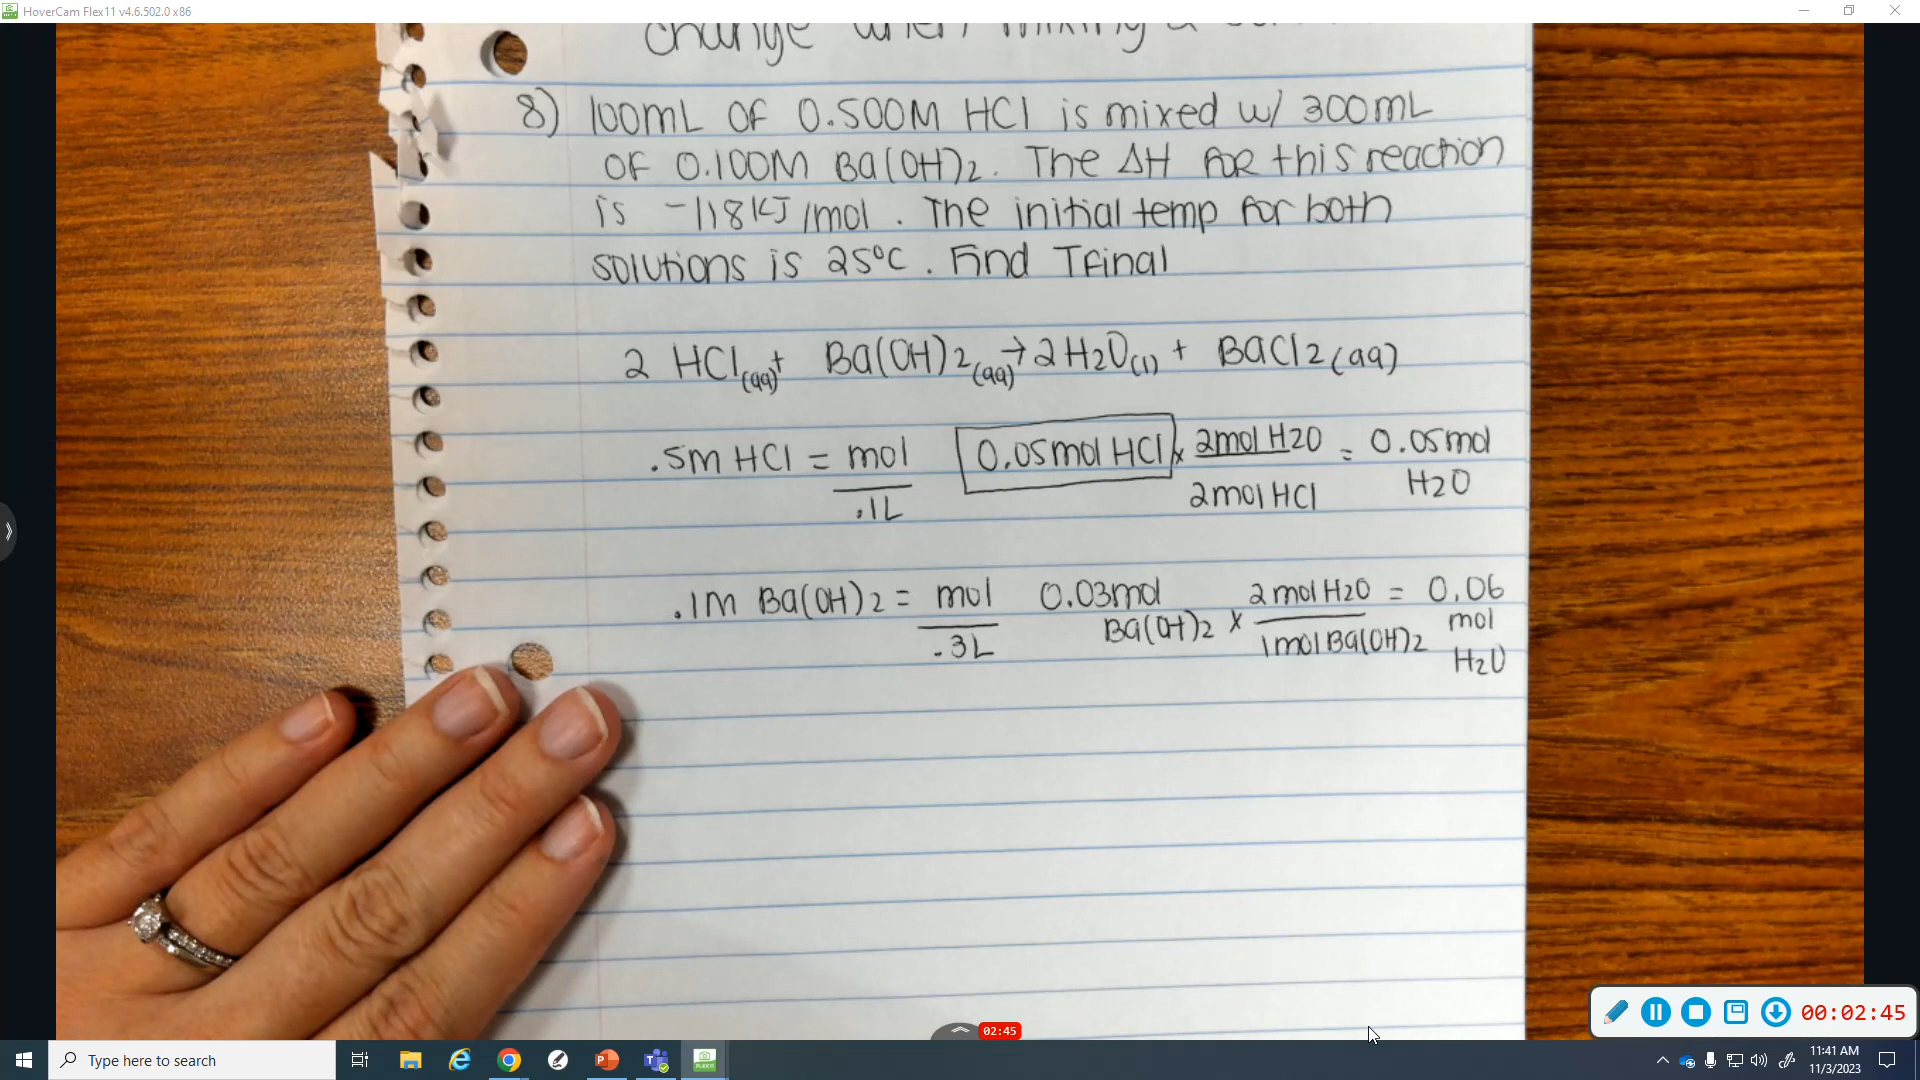 HoverCam Flex11 v4.6.502.0 x86
change when mixing a
8) 100mL OF 0.500M HCl is mixed w/ 300mL
OF 0.100M Ba(OH)2. The ΔH FOR this reaction
is -118KJ/mol. The initial temp for both
solutions is 25°C. Find TFinal
2 HCl(aq) + Ba(OH)2(aq) → 2H2O(l) + BaCl2(aq)
.5M HCl = mol/.1L 0.05mol HCl x 2mol H2O/2mol HCl = 0.05mol H2O
.1M Ba(OH)2 = mol/.3L 0.03mol Ba(OH)2 x 2mol H2O/1mol Ba(OH)2 = 0.06 mol H2O
02:45
00:02:45
Type here to search
11:41 AM
11/3/2023